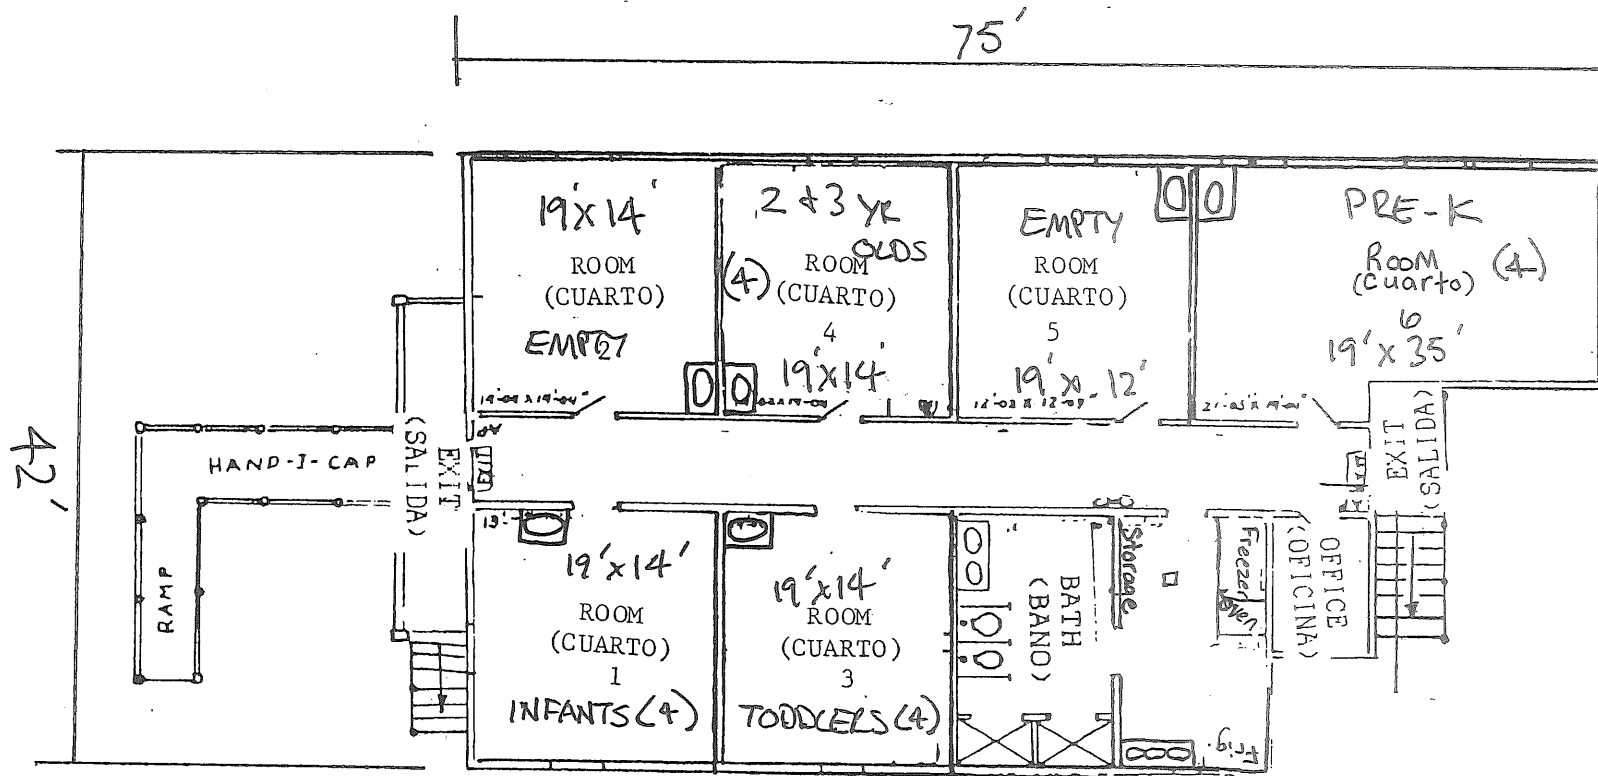 75'
42'
19'x14'
ROOM
(CUARTO)
2
EMPTY
2 & 3 YR
OLDS
(4)
ROOM
(CUARTO)
4
19'x14'
EMPTY
ROOM
(CUARTO)
5
19'x 12'
PRE-K
ROOM
(Cuarto)
(4)
6
19' x 35'
HAND-I-CAP
RAMP
EXIT
(SALIDA)
EXIT
EXIT
(SALIDA)
19'x14'
ROOM
(CUARTO)
1
INFANTS (4)
19'x14'
ROOM
(CUARTO)
3
TODDLERS (4)
BATH
(BANO)
Storage
Freezer
Oven
Frig.
OFFICE
(OFICINA)